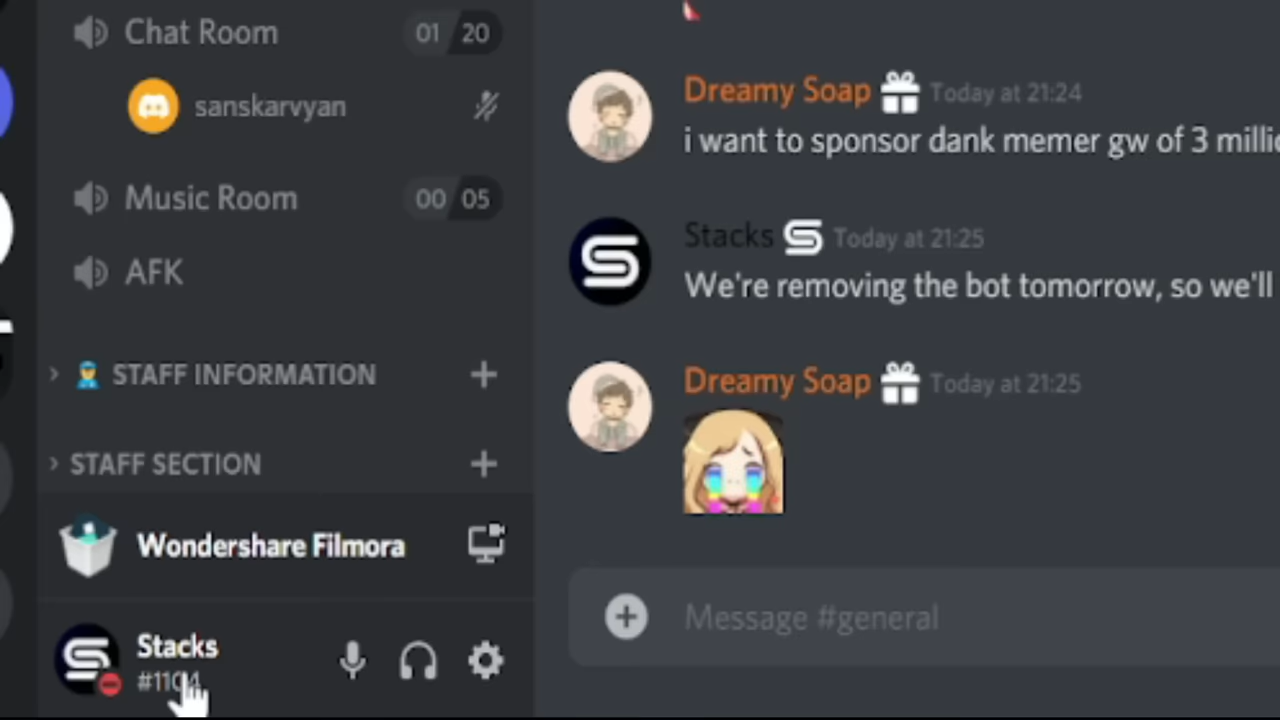 Chat Room 01 20
sanskarvyan
Music Room 00 05
AFK
STAFF INFORMATION
STAFF SECTION
Wondershare Filmora
Stacks
#1104
Dreamy Soap Today at 21:24
i want to sponsor dank memer gw of 3 millic
Stacks Today at 21:25
We're removing the bot tomorrow, so we'll
Dreamy Soap Today at 21:25
Message #general